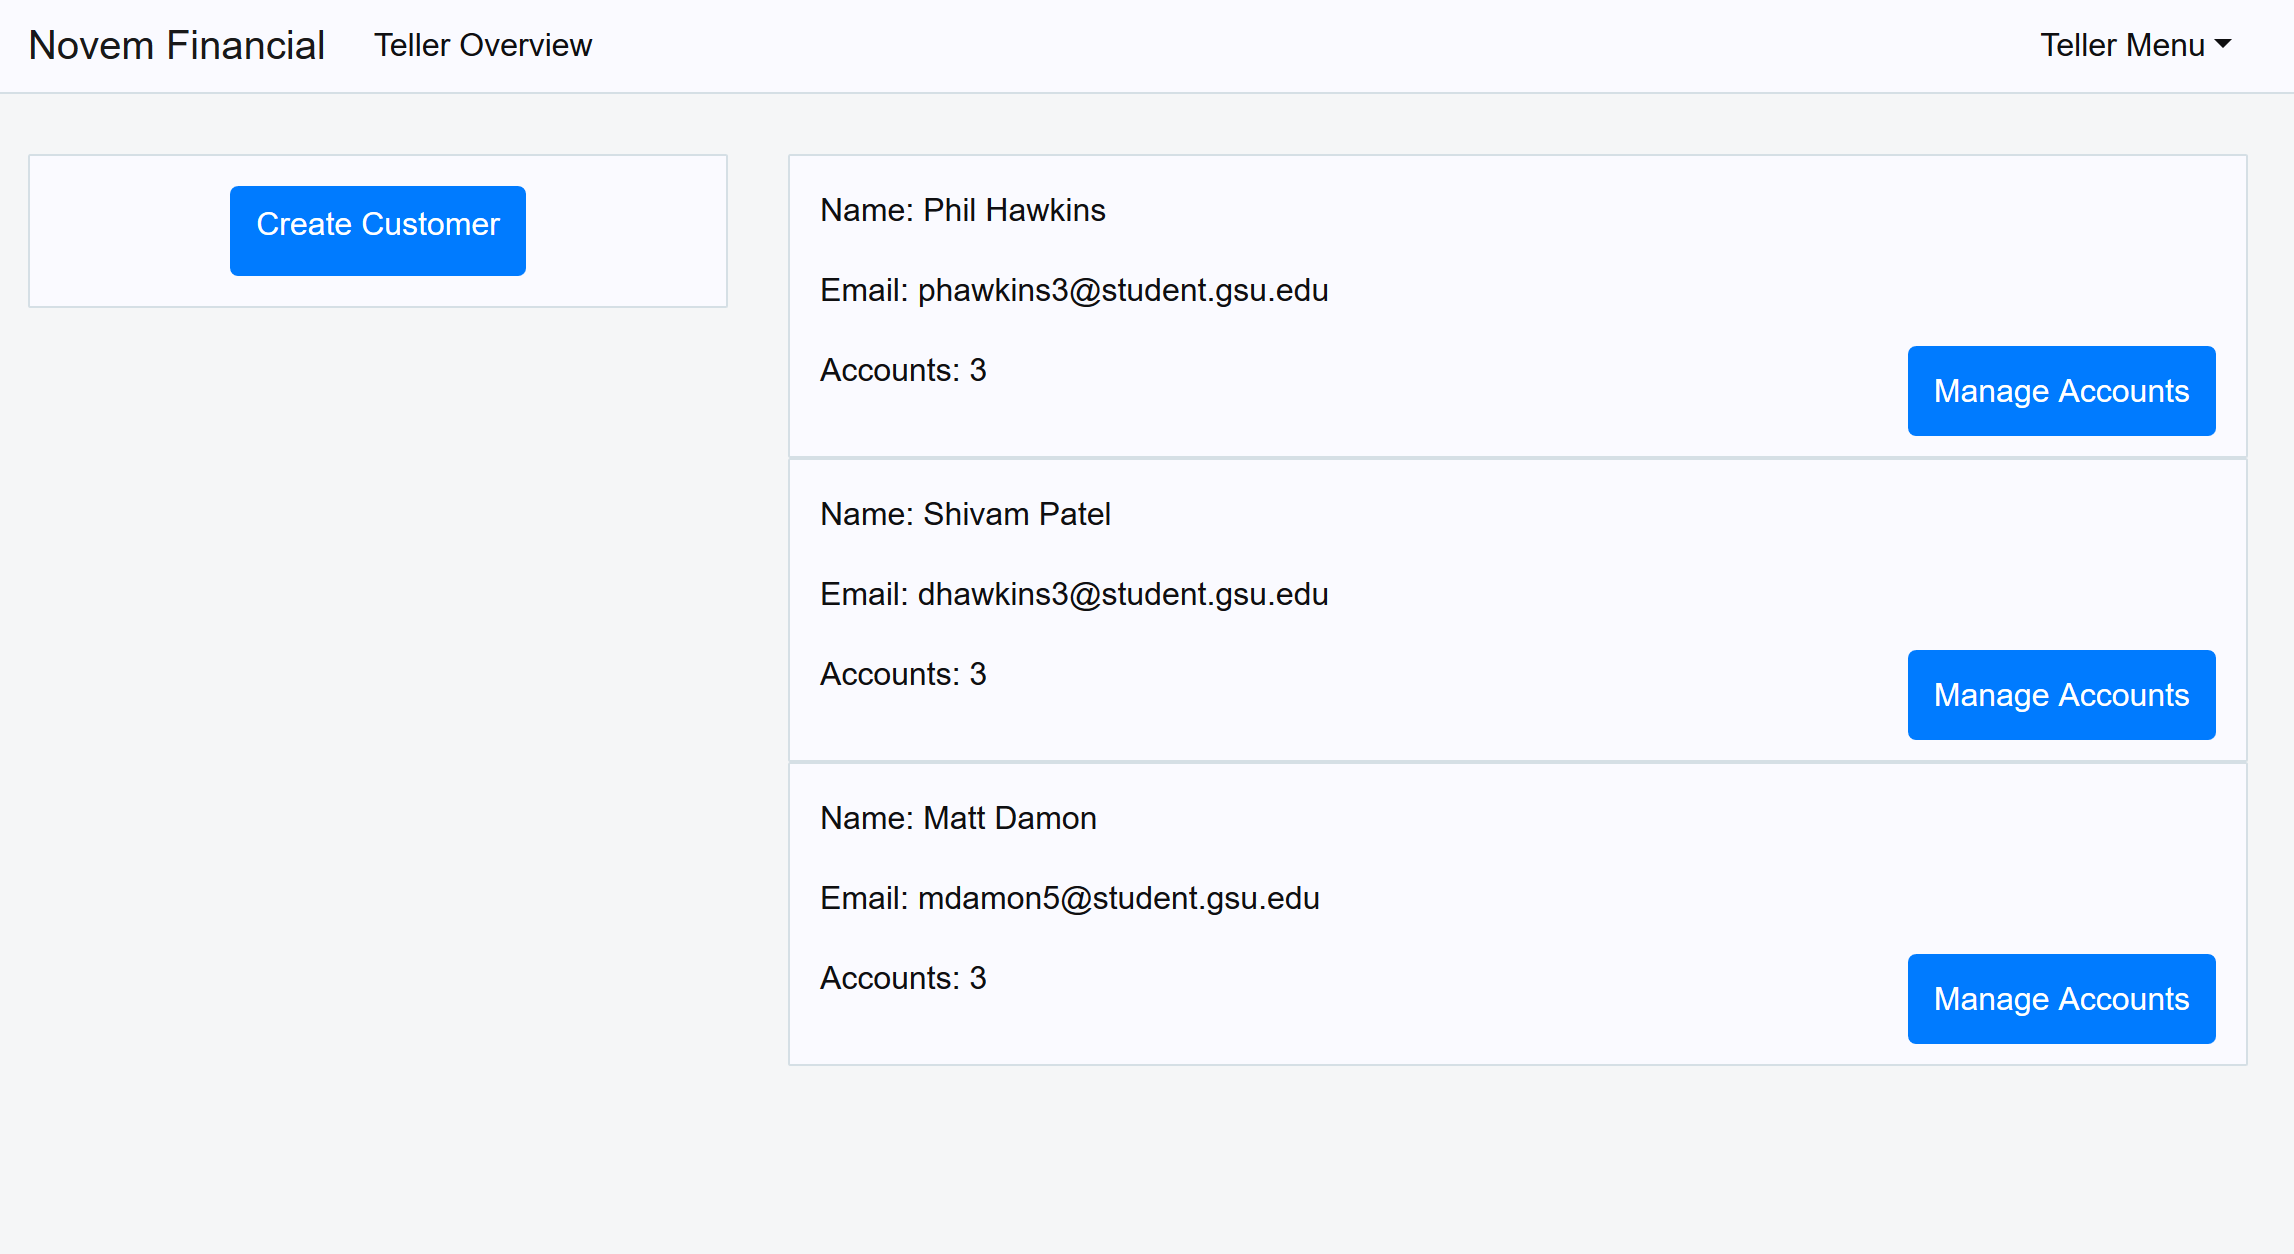 Novem Financial Teller Overview Teller Menu
Create Customer
Name: Phil Hawkins
Email: phawkins3@student.gsu.edu
Accounts: 3
Manage Accounts
Name: Shivam Patel
Email: dhawkins3@student.gsu.edu
Accounts: 3
Manage Accounts
Name: Matt Damon
Email: mdamon5@student.gsu.edu
Accounts: 3
Manage Accounts